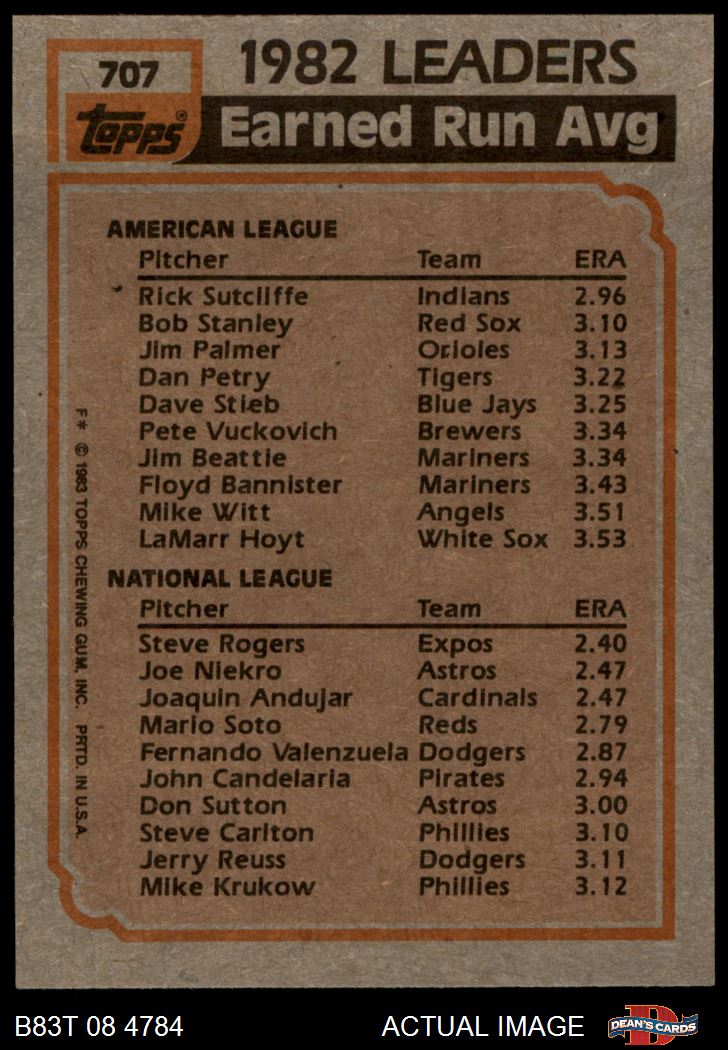 707
1982 LEADERS
topps®
Earned Run Avg
AMERICAN LEAGUE
Pitcher Team ERA
Rick Sutcliffe Indians 2.96
Bob Stanley Red Sox 3.10
Jim Palmer Orioles 3.13
Dan Petry Tigers 3.22
Dave Stieb Blue Jays 3.25
Pete Vuckovich Brewers 3.34
Jim Beattie Mariners 3.34
Floyd Bannister Mariners 3.43
Mike Witt Angels 3.51
LaMarr Hoyt White Sox 3.53
NATIONAL LEAGUE
Pitcher Team ERA
Steve Rogers Expos 2.40
Joe Niekro Astros 2.47
Joaquin Andujar Cardinals 2.47
Mario Soto Reds 2.79
Fernando Valenzuela Dodgers 2.87
John Candelaria Pirates 2.94
Don Sutton Astros 3.00
Steve Carlton Phillies 3.10
Jerry Reuss Dodgers 3.11
Mike Krukow Phillies 3.12
F* © 1983 TOPPS CHEWING GUM, INC. PRTD. IN U.S.A.
B83T 08 4784
ACTUAL IMAGE
D
DEAN'S CARDS